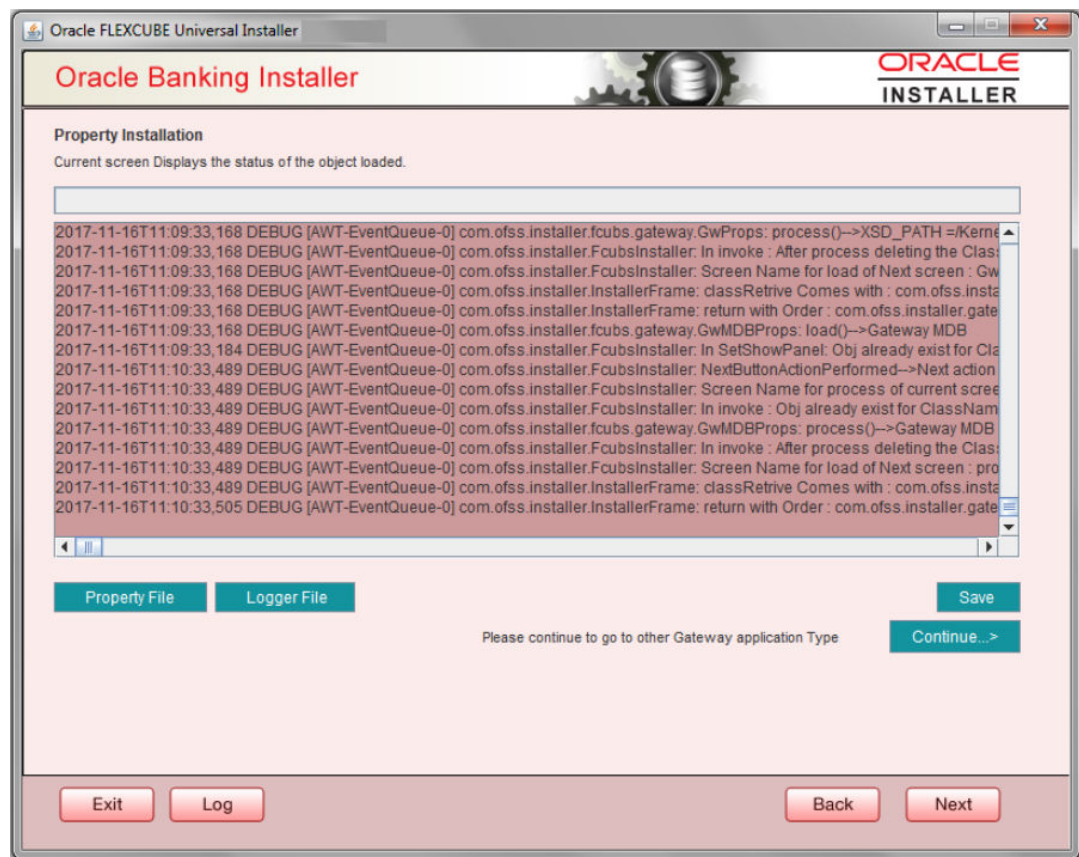 Oracle FLEXCUBE Universal Installer
Oracle Banking Installer
ORACLE
INSTALLER
Property Installation
Current screen Displays the status of the object loaded.
2017-11-16T11:09:33,168 DEBUG [AWT-EventQueue-0] com.ofss.installer.fcubs.gateway.GwProps: process()-->XSD_PATH =/Kerne
2017-11-16T11:09:33,168 DEBUG [AWT-EventQueue-0] com.ofss.installer.FcubsInstaller: In invoke : After process deleting the Clas
2017-11-16T11:09:33,168 DEBUG [AWT-EventQueue-0] com.ofss.installer.FcubsInstaller: Screen Name for load of Next screen : Gw
2017-11-16T11:09:33,168 DEBUG [AWT-EventQueue-0] com.ofss.installer.InstallerFrame: classRetrive Comes with : com.ofss.insta
2017-11-16T11:09:33,168 DEBUG [AWT-EventQueue-0] com.ofss.installer.InstallerFrame: return with Order : com.ofss.installer.gate
2017-11-16T11:09:33,168 DEBUG [AWT-EventQueue-0] com.ofss.installer.fcubs.gateway.GwMDBProps: load()-->Gateway MDB
2017-11-16T11:09:33,184 DEBUG [AWT-EventQueue-0] com.ofss.installer.FcubsInstaller: In SetShowPanel: Obj already exist for Cla
2017-11-16T11:10:33,489 DEBUG [AWT-EventQueue-0] com.ofss.installer.FcubsInstaller: NextButtonActionPerformed-->Next action
2017-11-16T11:10:33,489 DEBUG [AWT-EventQueue-0] com.ofss.installer.FcubsInstaller: Screen Name for process of current scree
2017-11-16T11:10:33,489 DEBUG [AWT-EventQueue-0] com.ofss.installer.FcubsInstaller: In invoke : Obj already exist for ClassNam
2017-11-16T11:10:33,489 DEBUG [AWT-EventQueue-0] com.ofss.installer.fcubs.gateway.GwMDBProps: process()-->Gateway MDB
2017-11-16T11:10:33,489 DEBUG [AWT-EventQueue-0] com.ofss.installer.FcubsInstaller: In invoke : After process deleting the Clas
2017-11-16T11:10:33,489 DEBUG [AWT-EventQueue-0] com.ofss.installer.FcubsInstaller: Screen Name for load of Next screen : pro
2017-11-16T11:10:33,489 DEBUG [AWT-EventQueue-0] com.ofss.installer.InstallerFrame: classRetrive Comes with : com.ofss.insta
2017-11-16T11:10:33,505 DEBUG [AWT-EventQueue-0] com.ofss.installer.InstallerFrame: return with Order : com.ofss.installer.gate
Property File Logger File Save
Please continue to go to other Gateway application Type Continue...>
Exit Log Back Next